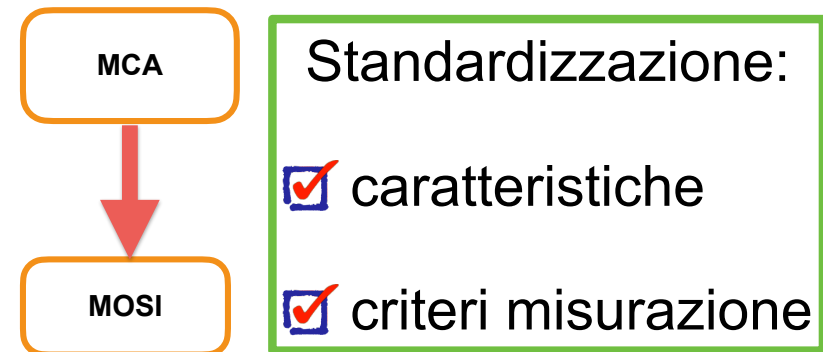 MCA
MOSI
Standardizzazione:
caratteristiche
criteri misurazione